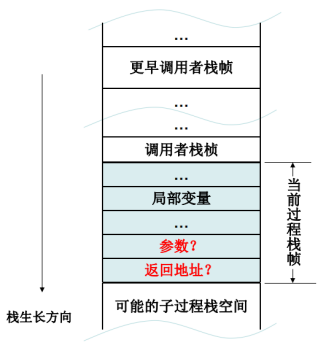 …
更早调用者栈帧
…
…
调用者栈桢
…
局部变量
…
参数？
返回地址？
可能的子过程栈空间
当前过程栈帧
栈生长方向